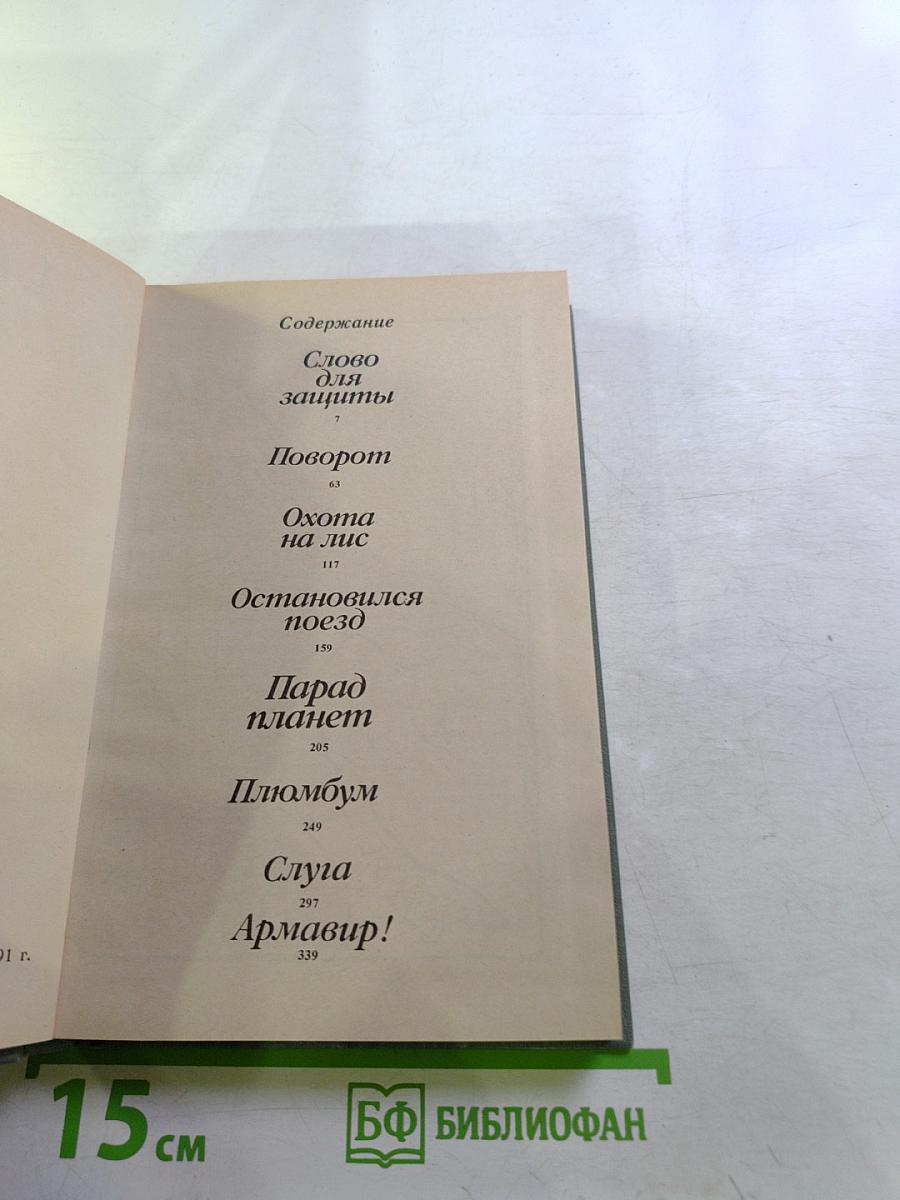 Содержание
Слово
для
защиты
7
Поворот
63
Охота
на лис
117
Остановился
поезд
159
Парад
планет
205
Плюмбум
249
Слуга
297
Армавир!
339
91 г.
15 см
БФ БИБЛИОФАН